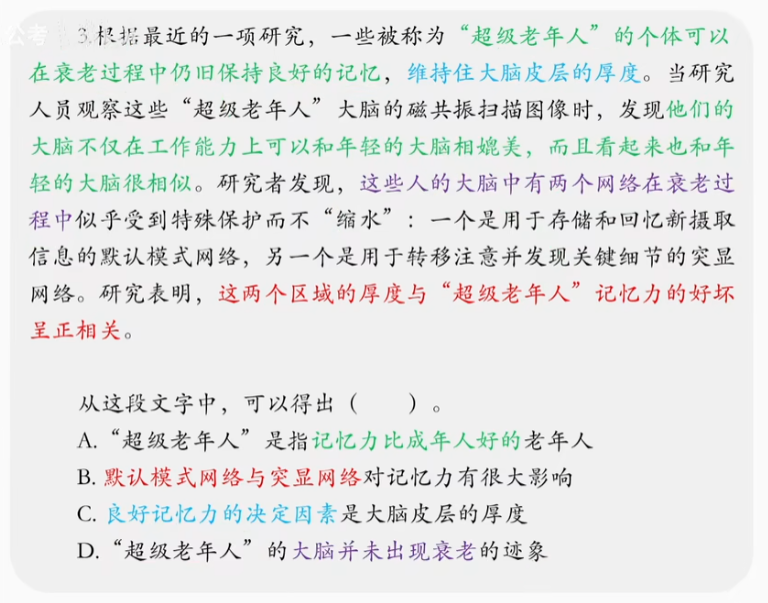 公考
3.根据最近的一项研究，一些被称为“超级老年人”的个体可以
在衰老过程中仍旧保持良好的记忆，维持住大脑皮层的厚度。当研究
人员观察这些“超级老年人”大脑的磁共振扫描图像时，发现他们的
大脑不仅在工作能力上可以和年轻的大脑相媲美，而且看起来也和年
轻的大脑很相似。研究者发现，这些人的大脑中有两个网络在衰老过
程中似乎受到特殊保护而不“缩水”：一个是用于存储和回忆新摄取
信息的默认模式网络，另一个是用于转移注意并发现关键细节的突显
网络。研究表明，这两个区域的厚度与“超级老年人”记忆力的好坏
呈正相关。
从这段文字中，可以得出（　　）。
A.“超级老年人”是指记忆力比成年人好的老年人
B. 默认模式网络与突显网络对记忆力有很大影响
C. 良好记忆力的决定因素是大脑皮层的厚度
D.“超级老年人”的大脑并未出现衰老的迹象